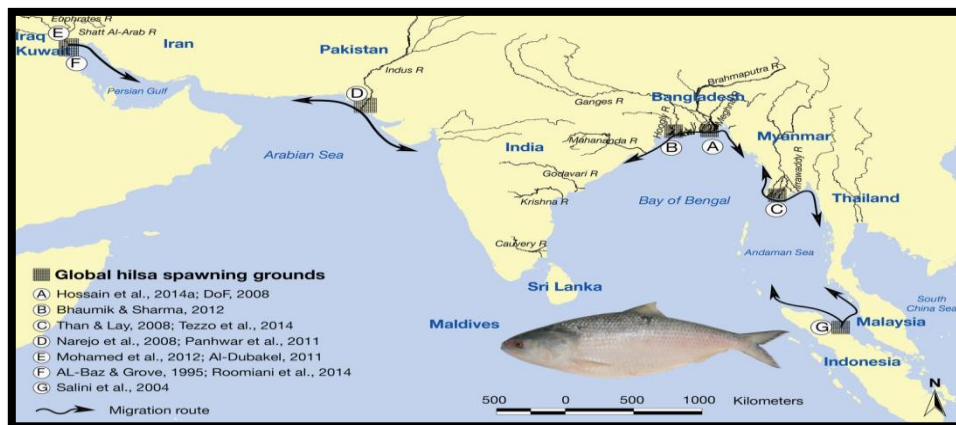 Euphrates R
E
Shatt Al-Arab R
Iraq
Kuwait
F
Iran
Persian Gulf
Pakistan
Indus R
D
Arabian Sea
Brahmaputra R
Ganges R
Bangladesh
Hoogly R
Meghna R
B
A
Mahananda R
India
Myanmar
Godavari R
Krishna R
Irrawaddy R
Bay of Bengal
C
Thailand
Cauvery R
Andaman Sea
Sri Lanka
Maldives
South
China Sea
G
Malaysia
Indonesia
Global hilsa spawning grounds
A Hossain et al., 2014a; DoF, 2008
B Bhaumik & Sharma, 2012
C Than & Lay, 2008; Tezzo et al., 2014
D Narejo et al., 2008; Panhwar et al., 2011
E Mohamed et al., 2012; Al-Dubakel, 2011
F AL-Baz & Grove, 1995; Roomiani et al., 2014
G Salini et al., 2004
Migration route
N
500 0 500 1000 Kilometers